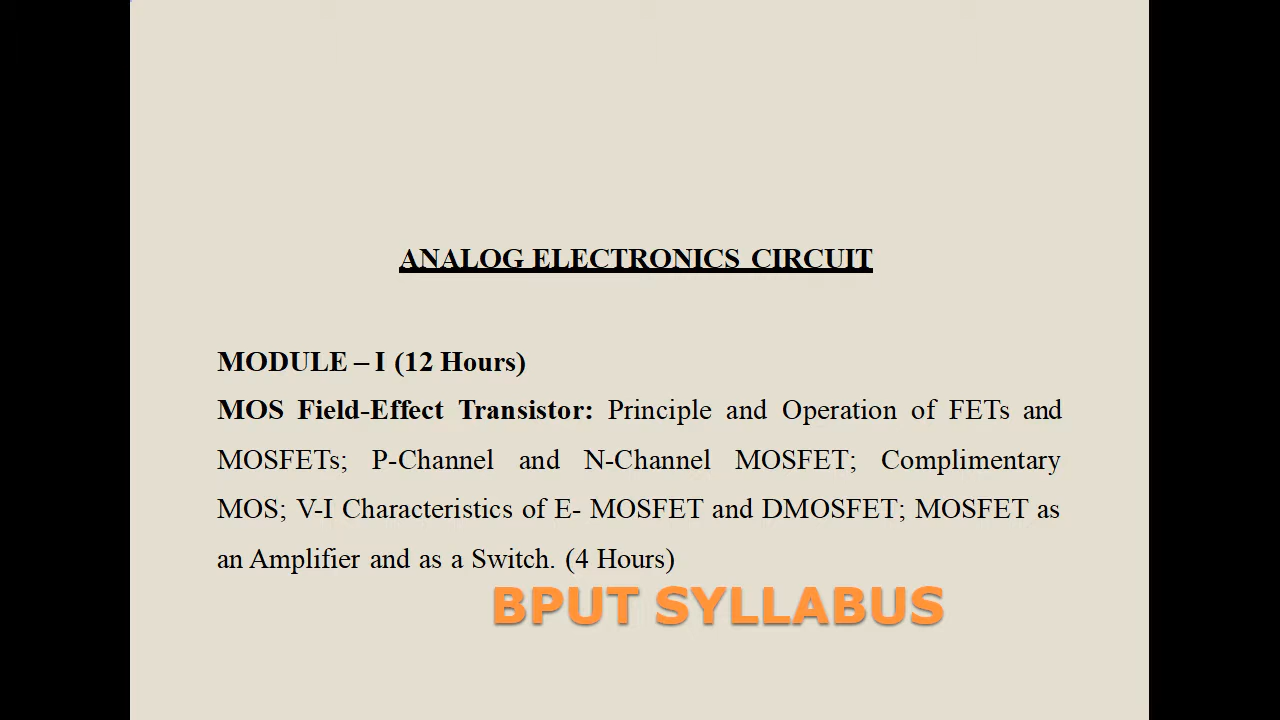 ANALOG ELECTRONICS CIRCUIT
MODULE – I (12 Hours)
MOS Field-Effect Transistor: Principle and Operation of FETs and
MOSFETs; P-Channel and N-Channel MOSFET; Complimentary
MOS; V-I Characteristics of E- MOSFET and DMOSFET; MOSFET as
an Amplifier and as a Switch. (4 Hours)
BPUT SYLLABUS